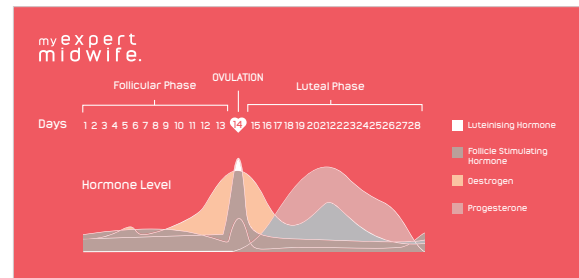 my expert
midwife.
OVULATION
Follicular Phase
Luteal Phase
Days 1 2 3 4 5 6 7 8 9 10 11 12 13 14 15 16 17 18 19 20 21 22 23 24 25 26 27 28
Luteinising Hormone
Follicle Stimulating
Hormone
Oestrogen
Progesterone
Hormone Level